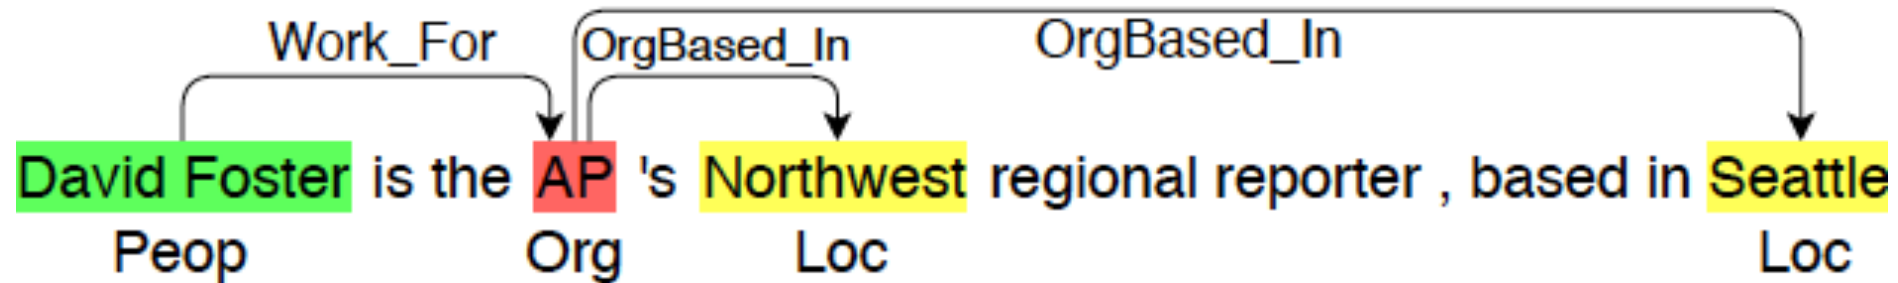 Work_For OrgBased_In OrgBased_In
David Foster is the AP 's Northwest regional reporter , based in Seattle
Peop Org Loc Loc